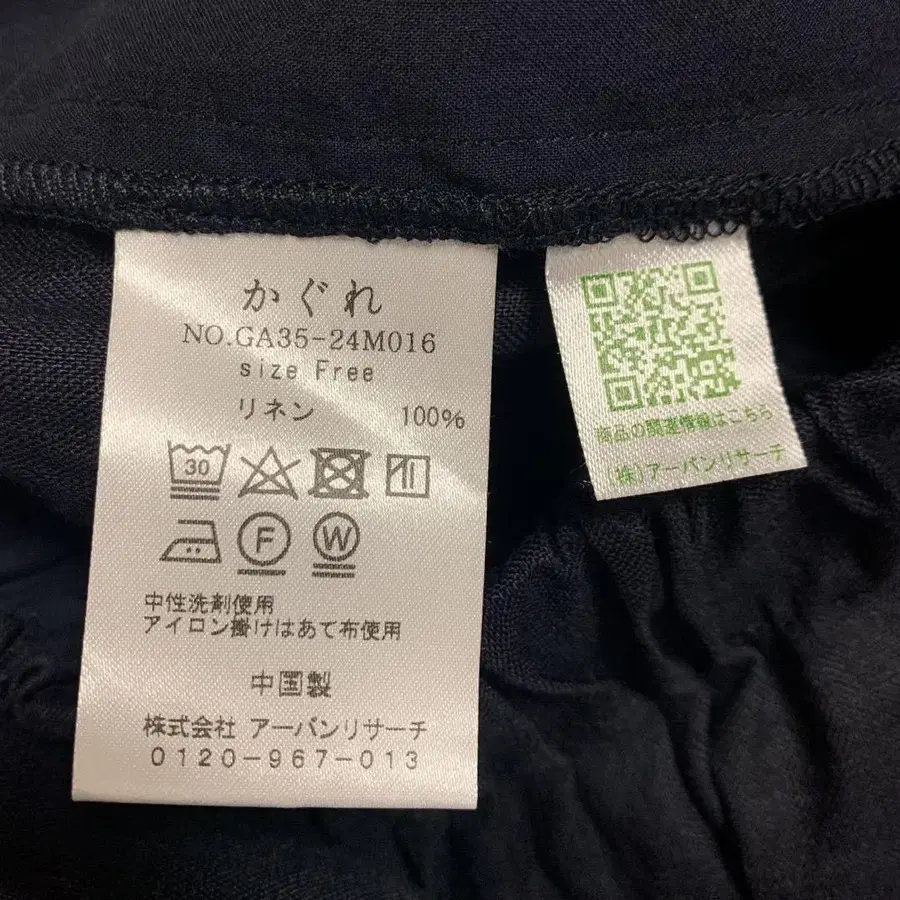 かぐれ
NO.GA35-24M016
size Free
リネン 100%
30
F W
中性洗剤使用
アイロン掛けはあて布使用
中国製
株式会社 アーバンリサーチ
0120-967-013
商品の関連情報はこちら
(株)アーバンリサーチ